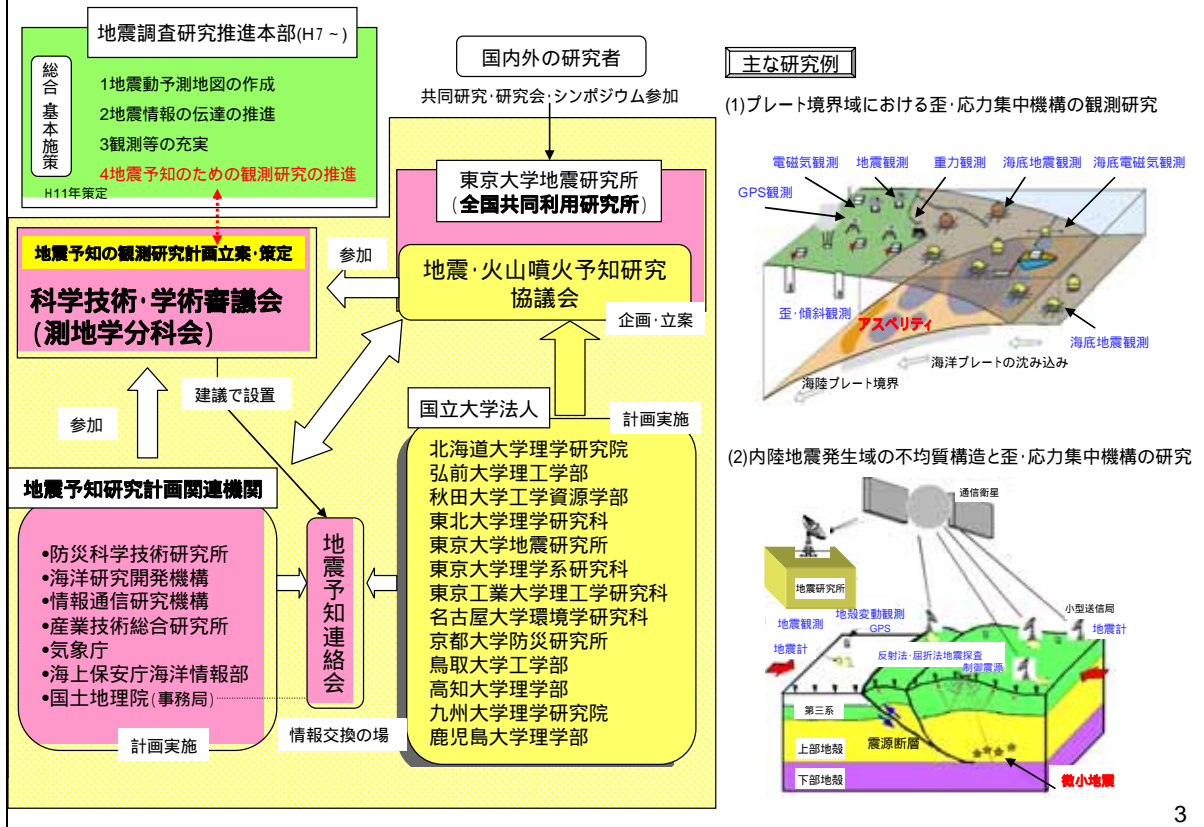 地震調査研究推進本部(H7~)
総合基本施策
1地震動予測地図の作成
2地震情報の伝達の推進
3観測等の充実
4地震予知のための観測研究の推進
H11年策定
国内外の研究者
共同研究・研究会・シンポジウム参加
東京大学地震研究所
(全国共同利用研究所)
地震・火山噴火予知研究
協議会
企画・立案
参加
地震予知の観測研究計画立案・策定
科学技術・学術審議会
(測地学分科会)
建議で設置
参加
国立大学法人
計画実施
北海道大学理学研究院
弘前大学理工学部
秋田大学工学資源学部
東北大学理学研究科
東京大学地震研究所
東京大学理学系研究科
東京工業大学理工学研究科
名古屋大学環境学研究科
京都大学防災研究所
鳥取大学工学部
高知大学理学部
九州大学理学研究院
鹿児島大学理学部
地震予知研究計画関連機関
•防災科学技術研究所
•海洋研究開発機構
•情報通信研究機構
•産業技術総合研究所
•気象庁
•海上保安庁海洋情報部
•国土地理院(事務局)
計画実施
地震予知連絡会
情報交換の場
主な研究例
(1)プレート境界域における歪・応力集中機構の観測研究
電磁気観測
地震観測
重力観測
海底地震観測
海底電磁気観測
GPS観測
歪・傾斜観測
アスペリティ
海底地震観測
海洋プレートの沈み込み
海陸プレート境界
(2)内陸地震発生域の不均質構造と歪・応力集中機構の研究
通信衛星
地震研究所
小型送信局
地殻変動観測
GPS
地震観測
地震計
地震計
反射法・屈折法地震探査
制御震源
第三系
上部地殻
震源断層
下部地殻
微小地震
3